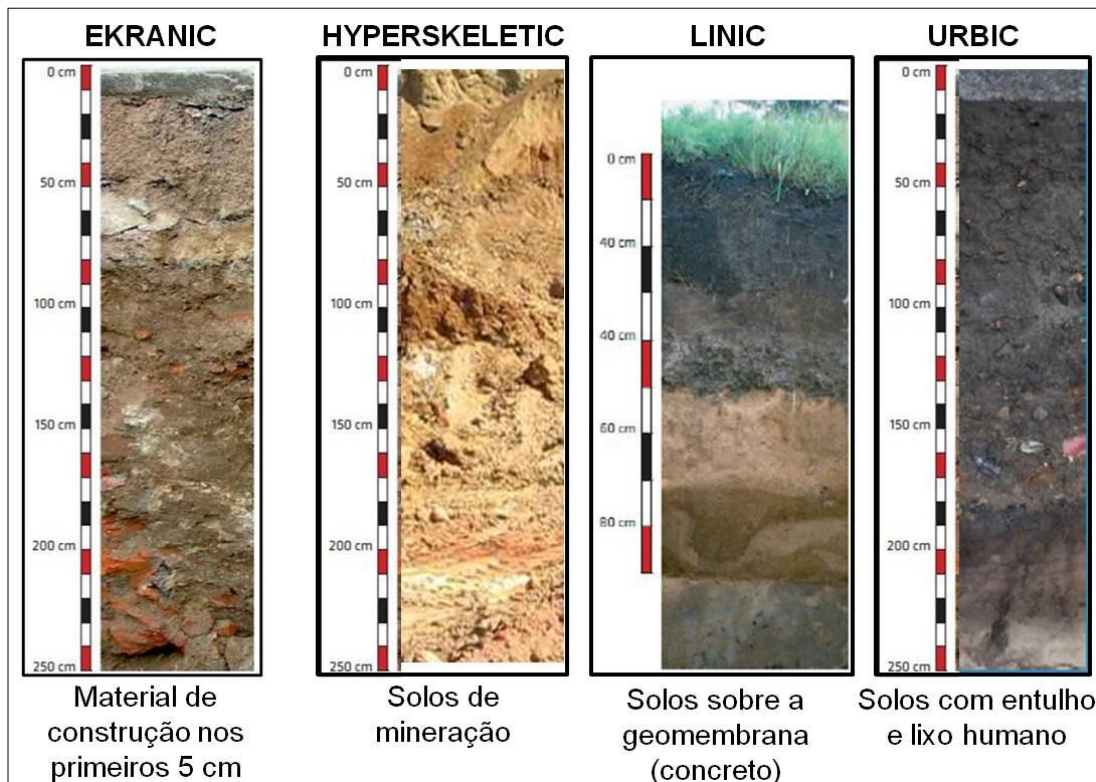 EKRANIC
0 cm
50 cm
100 cm
150 cm
200 cm
250 cm
Material de
construção nos
primeiros 5 cm
HYPERSKELETIC
0 cm
50 cm
100 cm
150 cm
200 cm
250 cm
Solos de
mineração
LINIC
0 cm
40 cm
40 cm
60 cm
80 cm
Solos sobre a
geomembrana
(concreto)
URBIC
0 cm
50 cm
100 cm
150 cm
200 cm
250 cm
Solos com entulho
e lixo humano